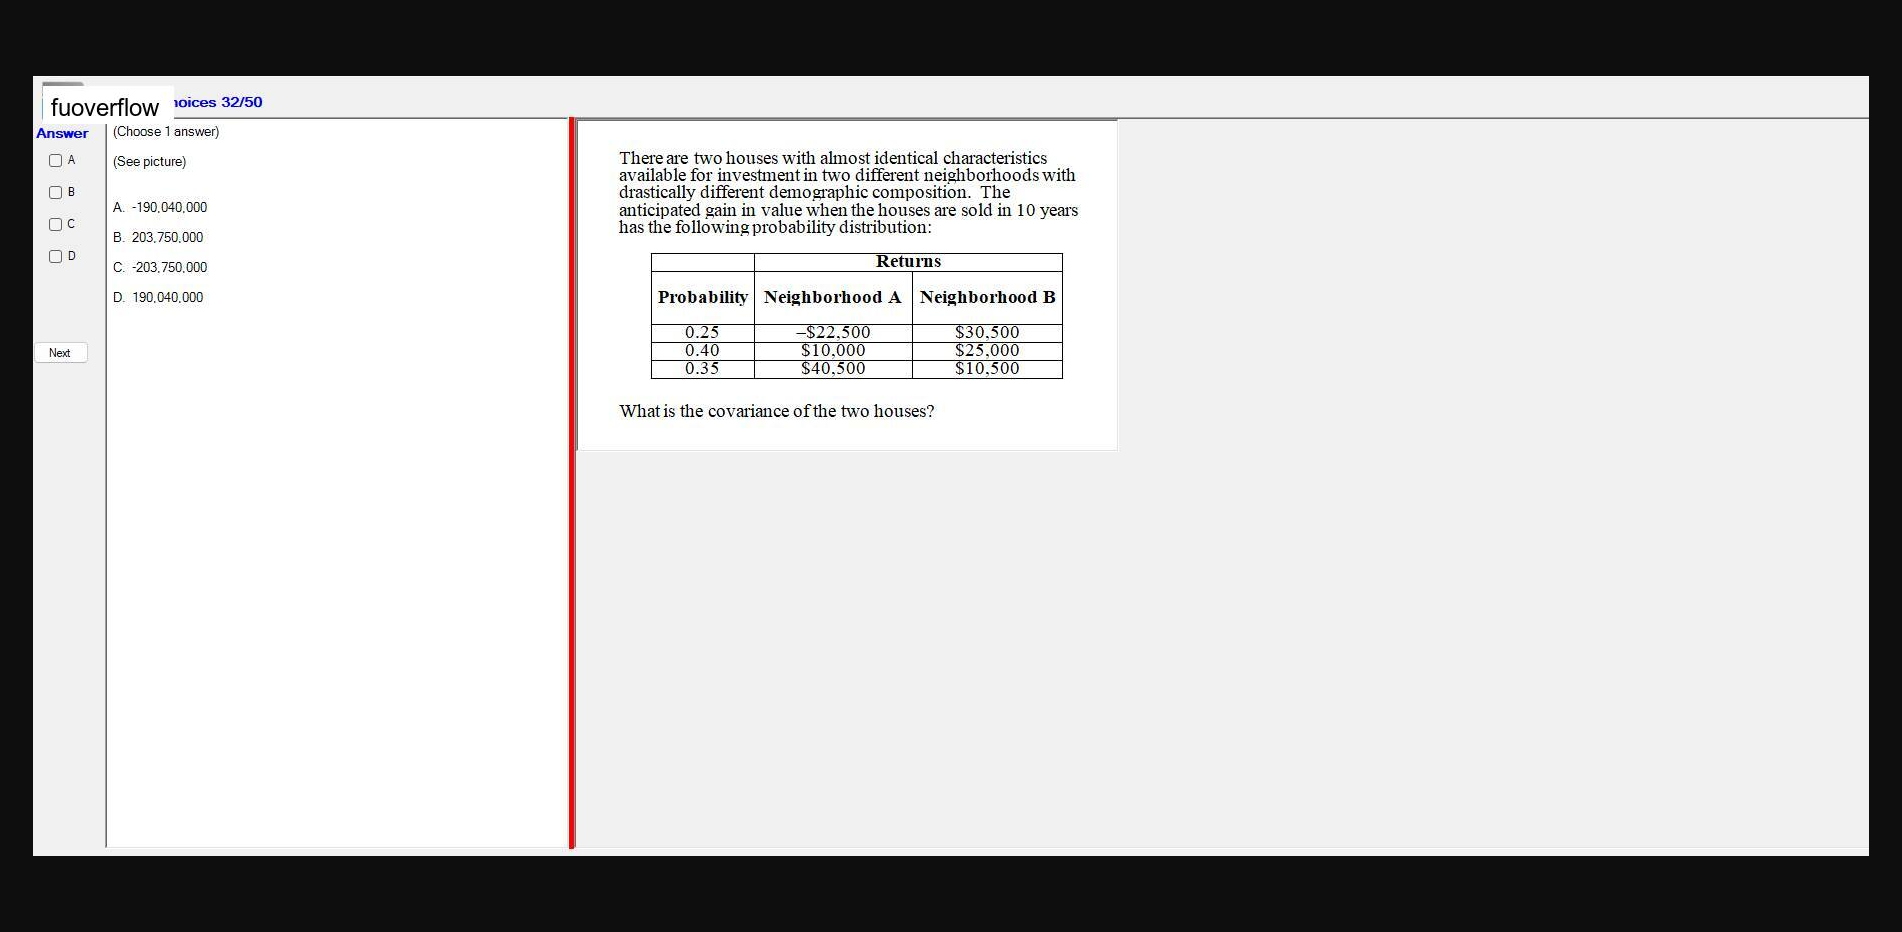 fuoverflow
hoices 32/50
Answer
(Choose 1 answer)
A
(See picture)
B
C
D
A. -190,040,000
B. 203,750,000
C. -203,750,000
D. 190,040,000
Next
There are two houses with almost identical characteristics
available for investment in two different neighborhoods with
drastically different demographic composition. The
anticipated gain in value when the houses are sold in 10 years
has the following probability distribution:
Returns
Probability Neighborhood A Neighborhood B
0.25 –$22,500 $30,500
0.40 $10,000 $25,000
0.35 $40,500 $10,500
What is the covariance of the two houses?